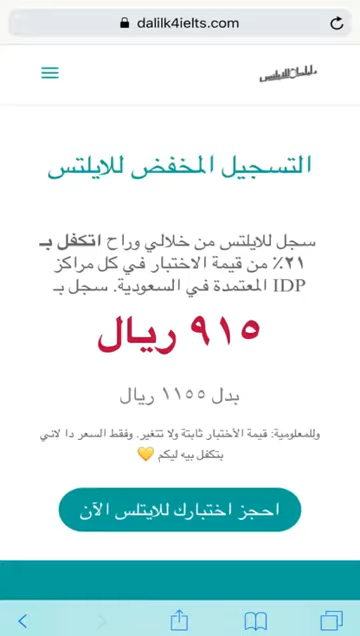 dalilk4ielts.com
التسجيل المخفض للايلتس
سجل للايلتس من خلالي وراح اتكفل بـ
٢١٪ من قيمة الاختبار في كل مراكز
IDP المعتمدة في السعودية. سجل بـ
٩١٥ ريال
بدل ١١٥٥ ريال
وللمعلومية: قيمة الأختبار ثابتة ولا تتغير. وفقط السعر دا لاني
بتكفل بيه ليكم 💛
احجز اختبارك للايتلس الآن